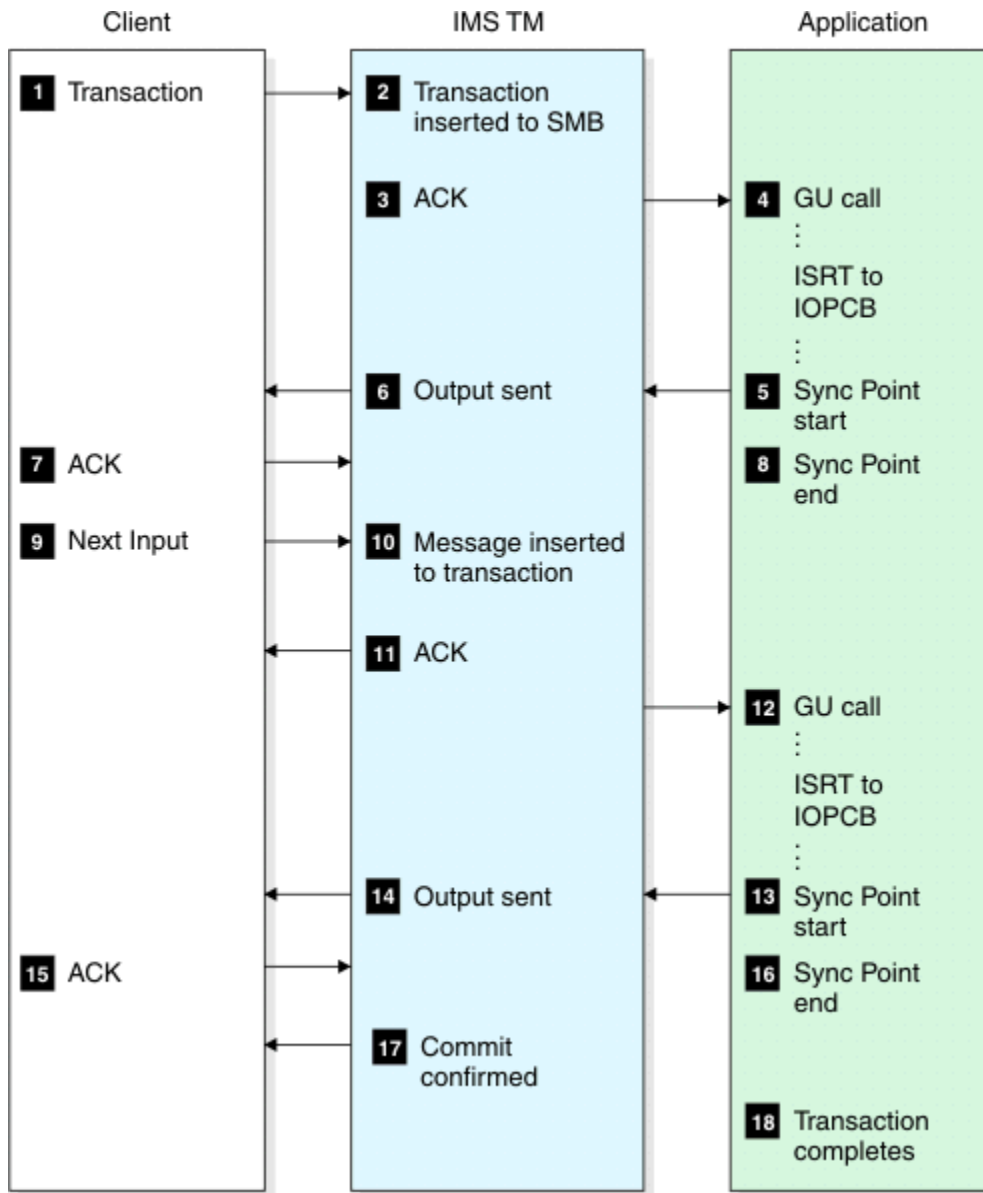 Client
IMS TM
Application
1 Transaction
2 Transaction
inserted to SMB
3 ACK
4 GU call
ISRT to
IOPCB
5 Sync Point
start
6 Output sent
7 ACK
8 Sync Point
end
9 Next Input
10 Message inserted
to transaction
11 ACK
12 GU call
ISRT to
IOPCB
13 Sync Point
start
14 Output sent
15 ACK
16 Sync Point
end
17 Commit
confirmed
18 Transaction
completes